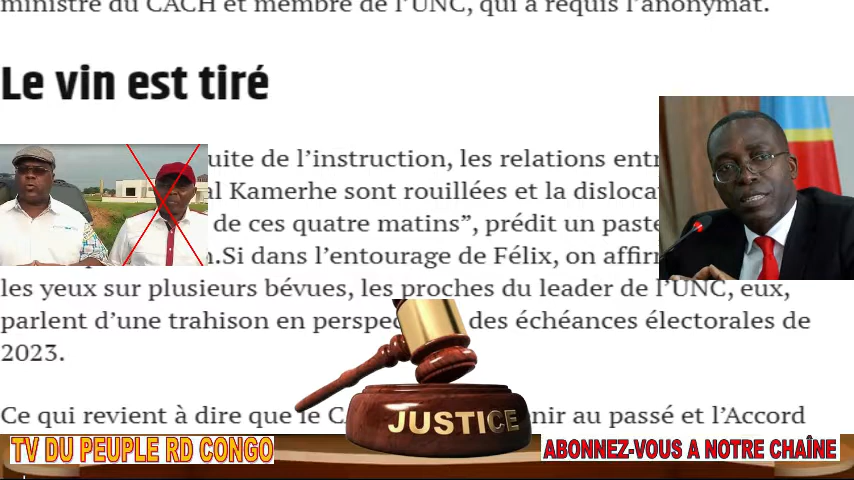 ministre du CACH et membre de l'UNC, qui a requis l'anonymat.
Le vin est tiré
uite de l'instruction, les relations entr
al Kamerhe sont rouillées et la disloca
de ces quatre matins”, prédit un paste
.Si dans l'entourage de Félix, on affir
les yeux sur plusieurs bévues, les proches du leader de l'UNC, eux,
parlent d'une trahison en perspec des échéances électorales de
2023.
Ce qui revient à dire que le C enir au passé et l'Accord
JUSTICE
TV DU PEUPLE RD CONGO
ABONNEZ-VOUS A NOTRE CHAÎNE